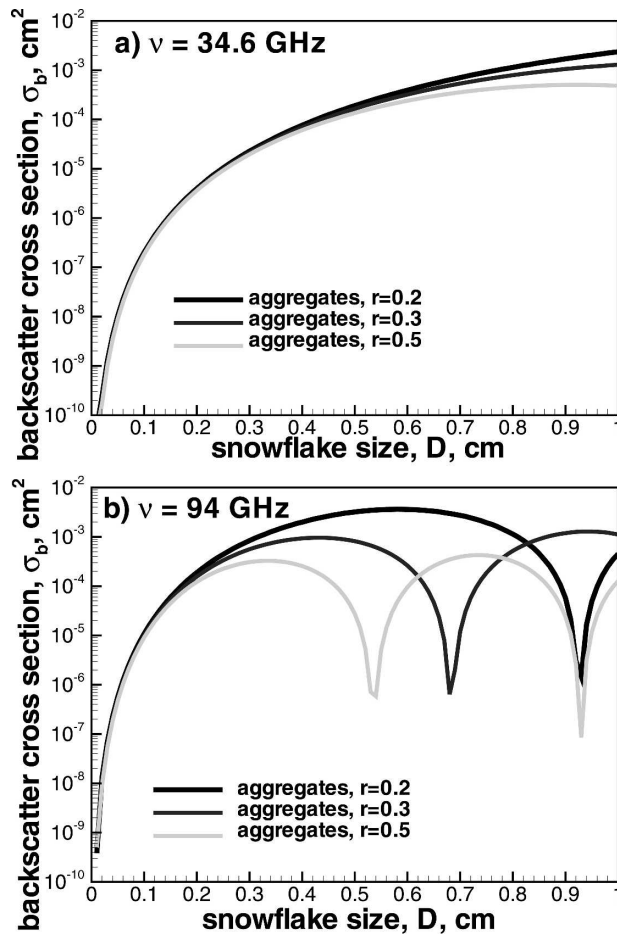 a) ν = 34.6 GHz
backscatter cross section, σ_b, cm²
10⁻²
10⁻³
10⁻⁴
10⁻⁵
10⁻⁶
10⁻⁷
10⁻⁸
10⁻⁹
10⁻¹⁰
aggregates, r=0.2
aggregates, r=0.3
aggregates, r=0.5
0 0.1 0.2 0.3 0.4 0.5 0.6 0.7 0.8 0.9 1
snowflake size, D, cm
b) ν = 94 GHz
backscatter cross section, σ_b, cm²
10⁻²
10⁻³
10⁻⁴
10⁻⁵
10⁻⁶
10⁻⁷
10⁻⁸
10⁻⁹
10⁻¹⁰
aggregates, r=0.2
aggregates, r=0.3
aggregates, r=0.5
0 0.1 0.2 0.3 0.4 0.5 0.6 0.7 0.8 0.9 1
snowflake size, D, cm